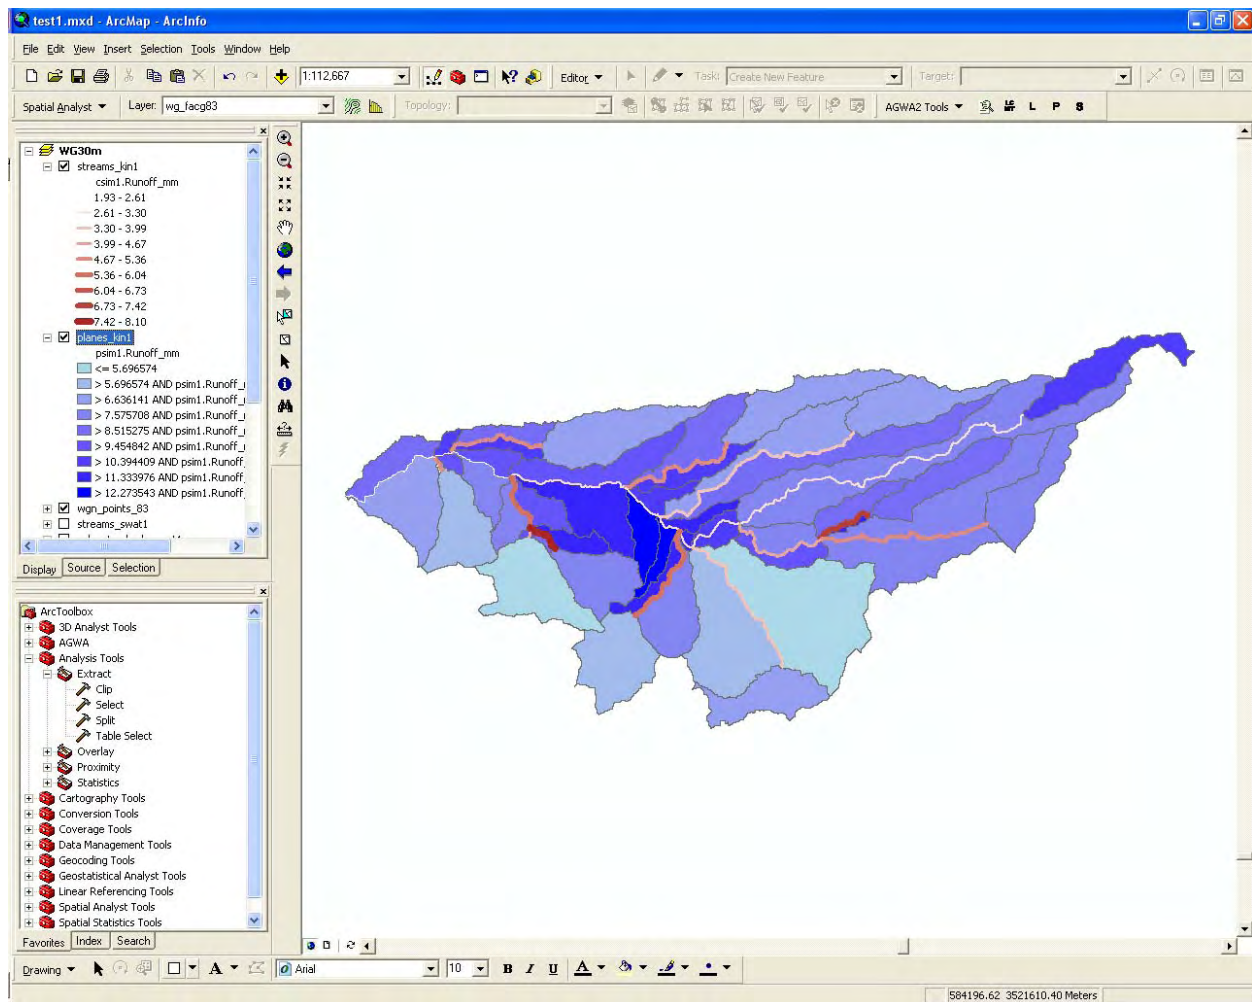 test1.mxd - ArcMap - ArcInfo
File Edit View Insert Selection Tools Window Help
1:112,667 Editor Task: Create New Feature Target:
Spatial Analyst Layer: wg_facg83 Topology: AGWA2 Tools L P S
WG30m
streams_kin1
csim1.Runoff_mm
1.93 - 2.61
2.61 - 3.30
3.30 - 3.99
3.99 - 4.67
4.67 - 5.36
5.36 - 6.04
6.04 - 6.73
6.73 - 7.42
7.42 - 8.10
planes_kin1
psim1.Runoff_mm
<= 5.696574
> 5.696574 AND psim1.Runoff_
> 6.636141 AND psim1.Runoff_
> 7.575708 AND psim1.Runoff_
> 8.515275 AND psim1.Runoff_
> 9.454842 AND psim1.Runoff_
> 10.394409 AND psim1.Runoff_
> 11.333976 AND psim1.Runoff_
> 12.273543 AND psim1.Runoff_
wgn_points_83
streams_swat1
Display Source Selection
ArcToolbox
3D Analyst Tools
AGWA
Analysis Tools
Extract
Clip
Select
Split
Table Select
Overlay
Proximity
Statistics
Cartography Tools
Conversion Tools
Coverage Tools
Data Management Tools
Geocoding Tools
Geostatistical Analyst Tools
Linear Referencing Tools
Spatial Analyst Tools
Spatial Statistics Tools
Favorites Index Search
Drawing A Arial 10 B I U A
584196.62 3521610.40 Meters